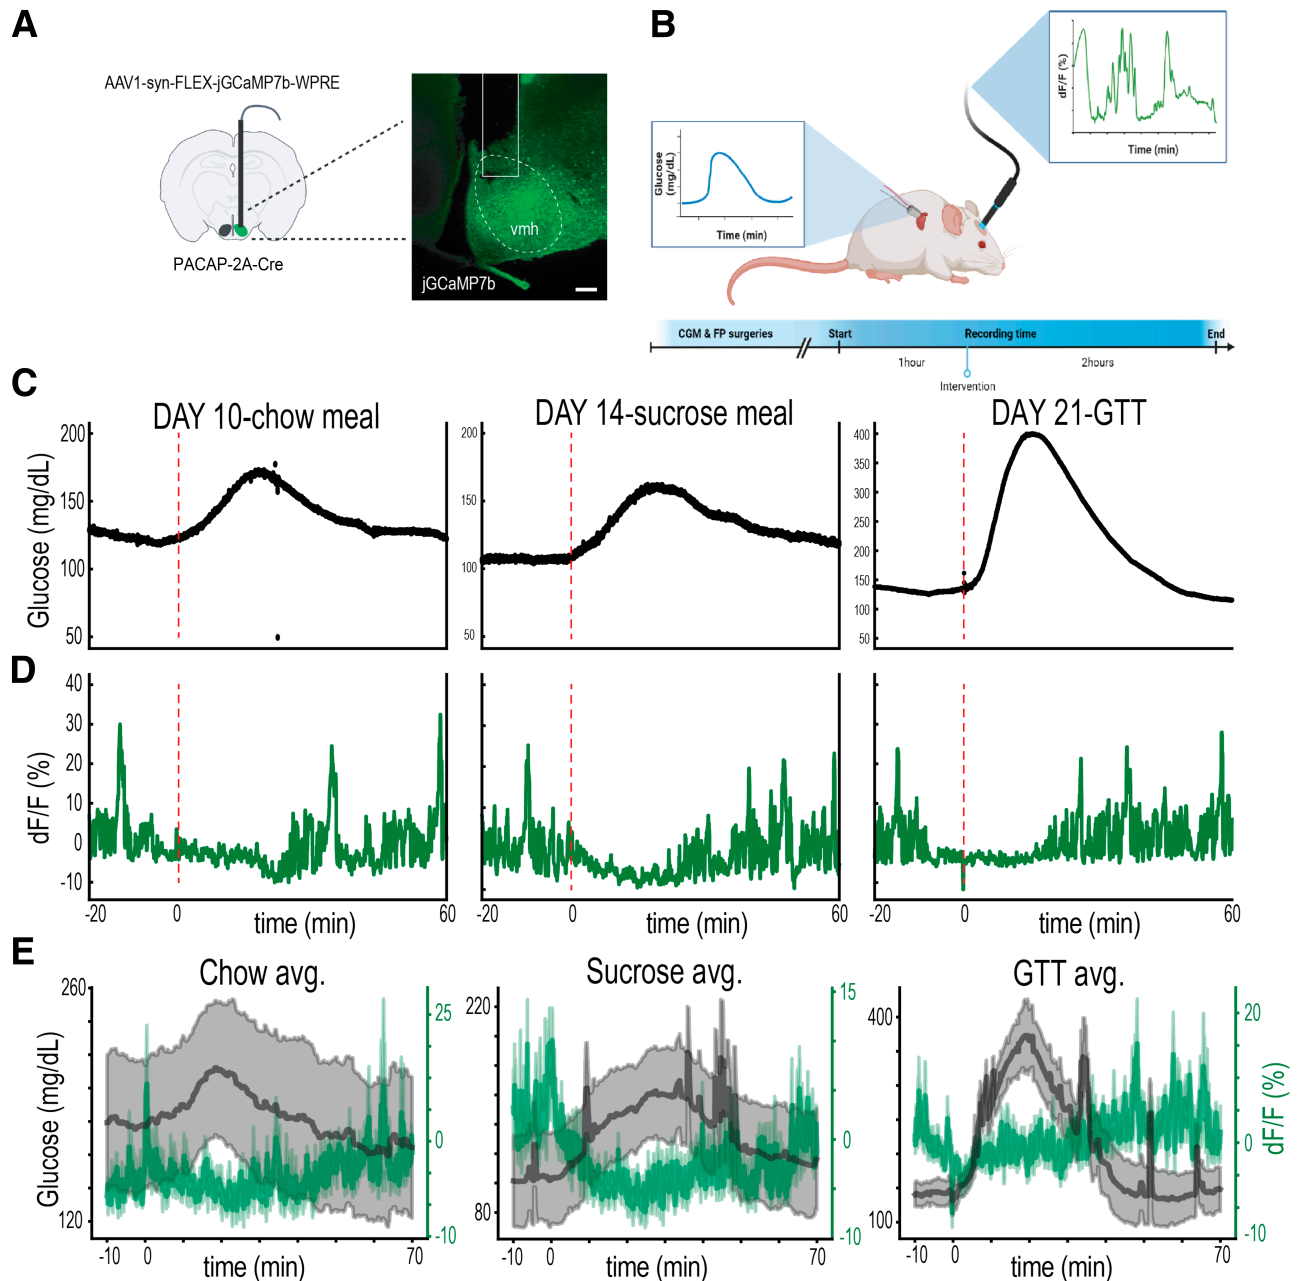 A
AAV1-syn-FLEX-jGCaMP7b-WPRE
PACAP-2A-Cre
vmh
jGCaMP7b
B
Glucose
(mg/dL)
Time (min)
dF/F (%)
Time (min)
CGM & FP surgeries
Start
Recording time
End
1hour
2hours
Intervention
C
DAY 10-chow meal
DAY 14-sucrose meal
DAY 21-GTT
Glucose (mg/dL)
200
150
100
50
200
150
100
50
400
350
300
250
200
150
100
50
D
dF/F (%)
40
30
20
10
0
-10
-20
0
time (min)
60
-20
0
time (min)
60
-20
0
time (min)
60
E
Chow avg.
Sucrose avg.
GTT avg.
Glucose (mg/dL)
260
120
25
0
-10
-10
0
70
time (min)
220
80
15
0
-10
-10
0
70
time (min)
400
100
20
0
-10
dF/F (%)
-10
0
70
time (min)